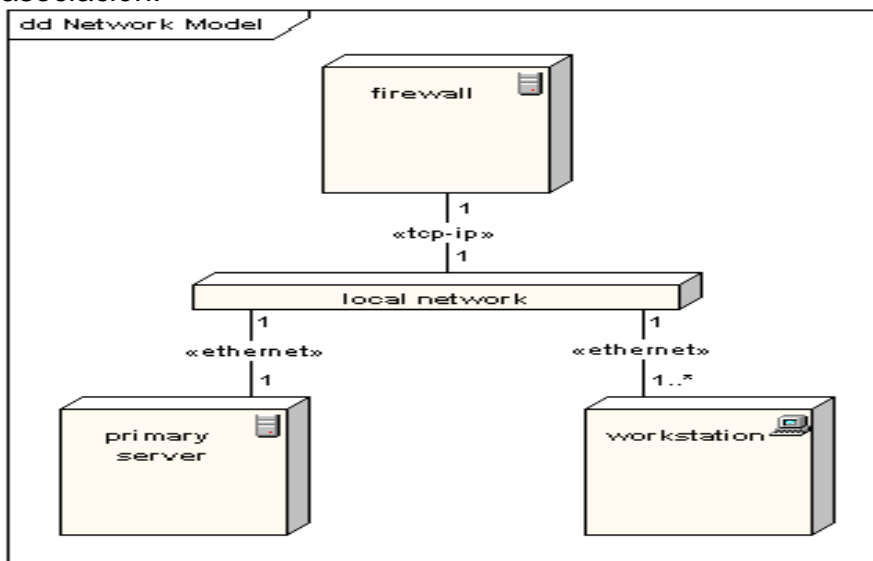 asociación.
dd Network Model
firewall
1
«tcp-ip»
1
local network
1
1
«ethernet»
«ethernet»
1
1..*
primary
server
workstation